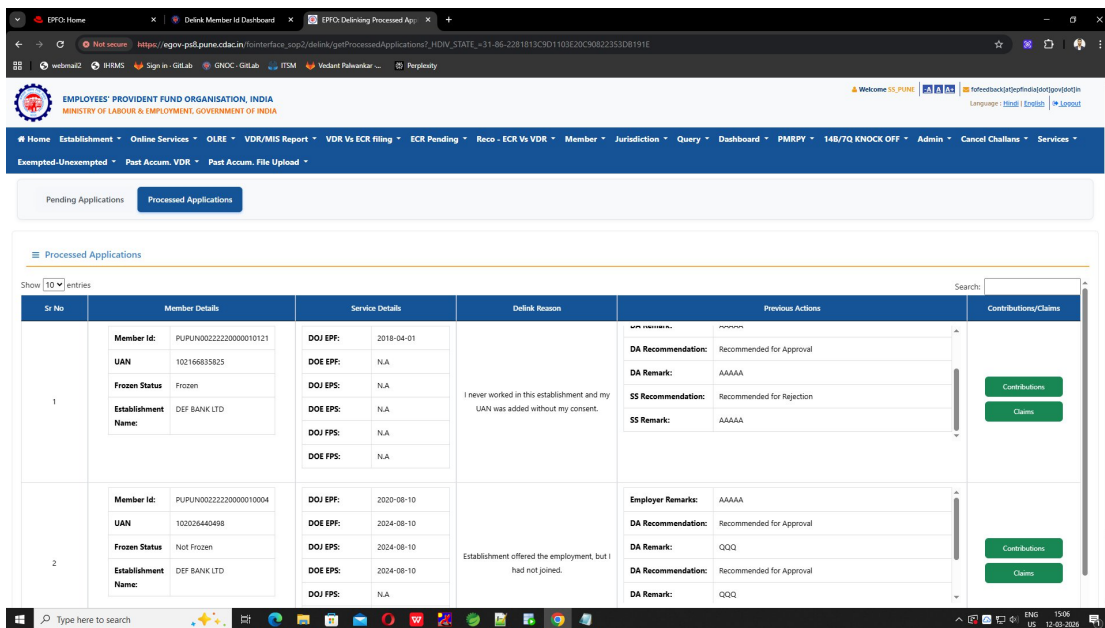 EPFO: Home
Link Member Id Dashboard
EPFO: Delinking Processed App
Not secure https://egov-ps8.pune.cdac.in/fointerface_sop2/delink/getProcessedApplications?_HDIV_STATE_=31-86-2281813C9D1103E20C90822353DB191E
webmail2 IHRMS Sign in · GitLab GNOC · GitLab ITSM Vedant Palwankar -... Perplexity
EMPLOYEES' PROVIDENT FUND ORGANISATION, INDIA
MINISTRY OF LABOUR & EMPLOYMENT, GOVERNMENT OF INDIA
Welcome SS_PUNE A- A A+ fofeedback[at]epfindia[dot]gov[dot]in
Language : Hindi | English | Logout
Home Establishment Online Services OLRE VDR/MIS Report VDR Vs ECR filing ECR Pending Reco - ECR Vs VDR Member Jurisdiction Query Dashboard PMRPY 14B/7Q KNOCK OFF Admin Cancel Challans Services
Exempted-Unexempted Past Accum. VDR Past Accum. File Upload
Pending Applications Processed Applications
Processed Applications
Show 10 entries
Search:
Sr No Member Details Service Details Delink Reason Previous Actions Contributions/Claims
1
Member Id: PUPUN00222220000010121
UAN 102166835825
Frozen Status Frozen
Establishment Name: DEF BANK LTD
DOJ EPF: 2018-04-01
DOE EPF: N.A
DOJ EPS: N.A
DOE EPS: N.A
DOJ FPS: N.A
DOE FPS: N.A
I never worked in this establishment and my
UAN was added without my consent.
DA Remark: AAAAA
DA Recommendation: Recommended for Approval
DA Remark: AAAAA
SS Recommendation: Recommended for Rejection
SS Remark: AAAAA
Contributions
Claims
2
Member Id: PUPUN00222220000010004
UAN 102026440498
Frozen Status Not Frozen
Establishment Name: DEF BANK LTD
DOJ EPF: 2020-08-10
DOE EPF: 2024-08-10
DOJ EPS: 2024-08-10
DOE EPS: 2024-08-10
DOJ FPS: N.A
Establishment offered the employment, but I
had not joined.
Employer Remarks: AAAAA
DA Recommendation: Recommended for Approval
DA Remark: QQQ
DA Recommendation: Recommended for Approval
DA Remark: QQQ
Contributions
Claims
Type here to search
ENG 15:06
US 12-03-2026